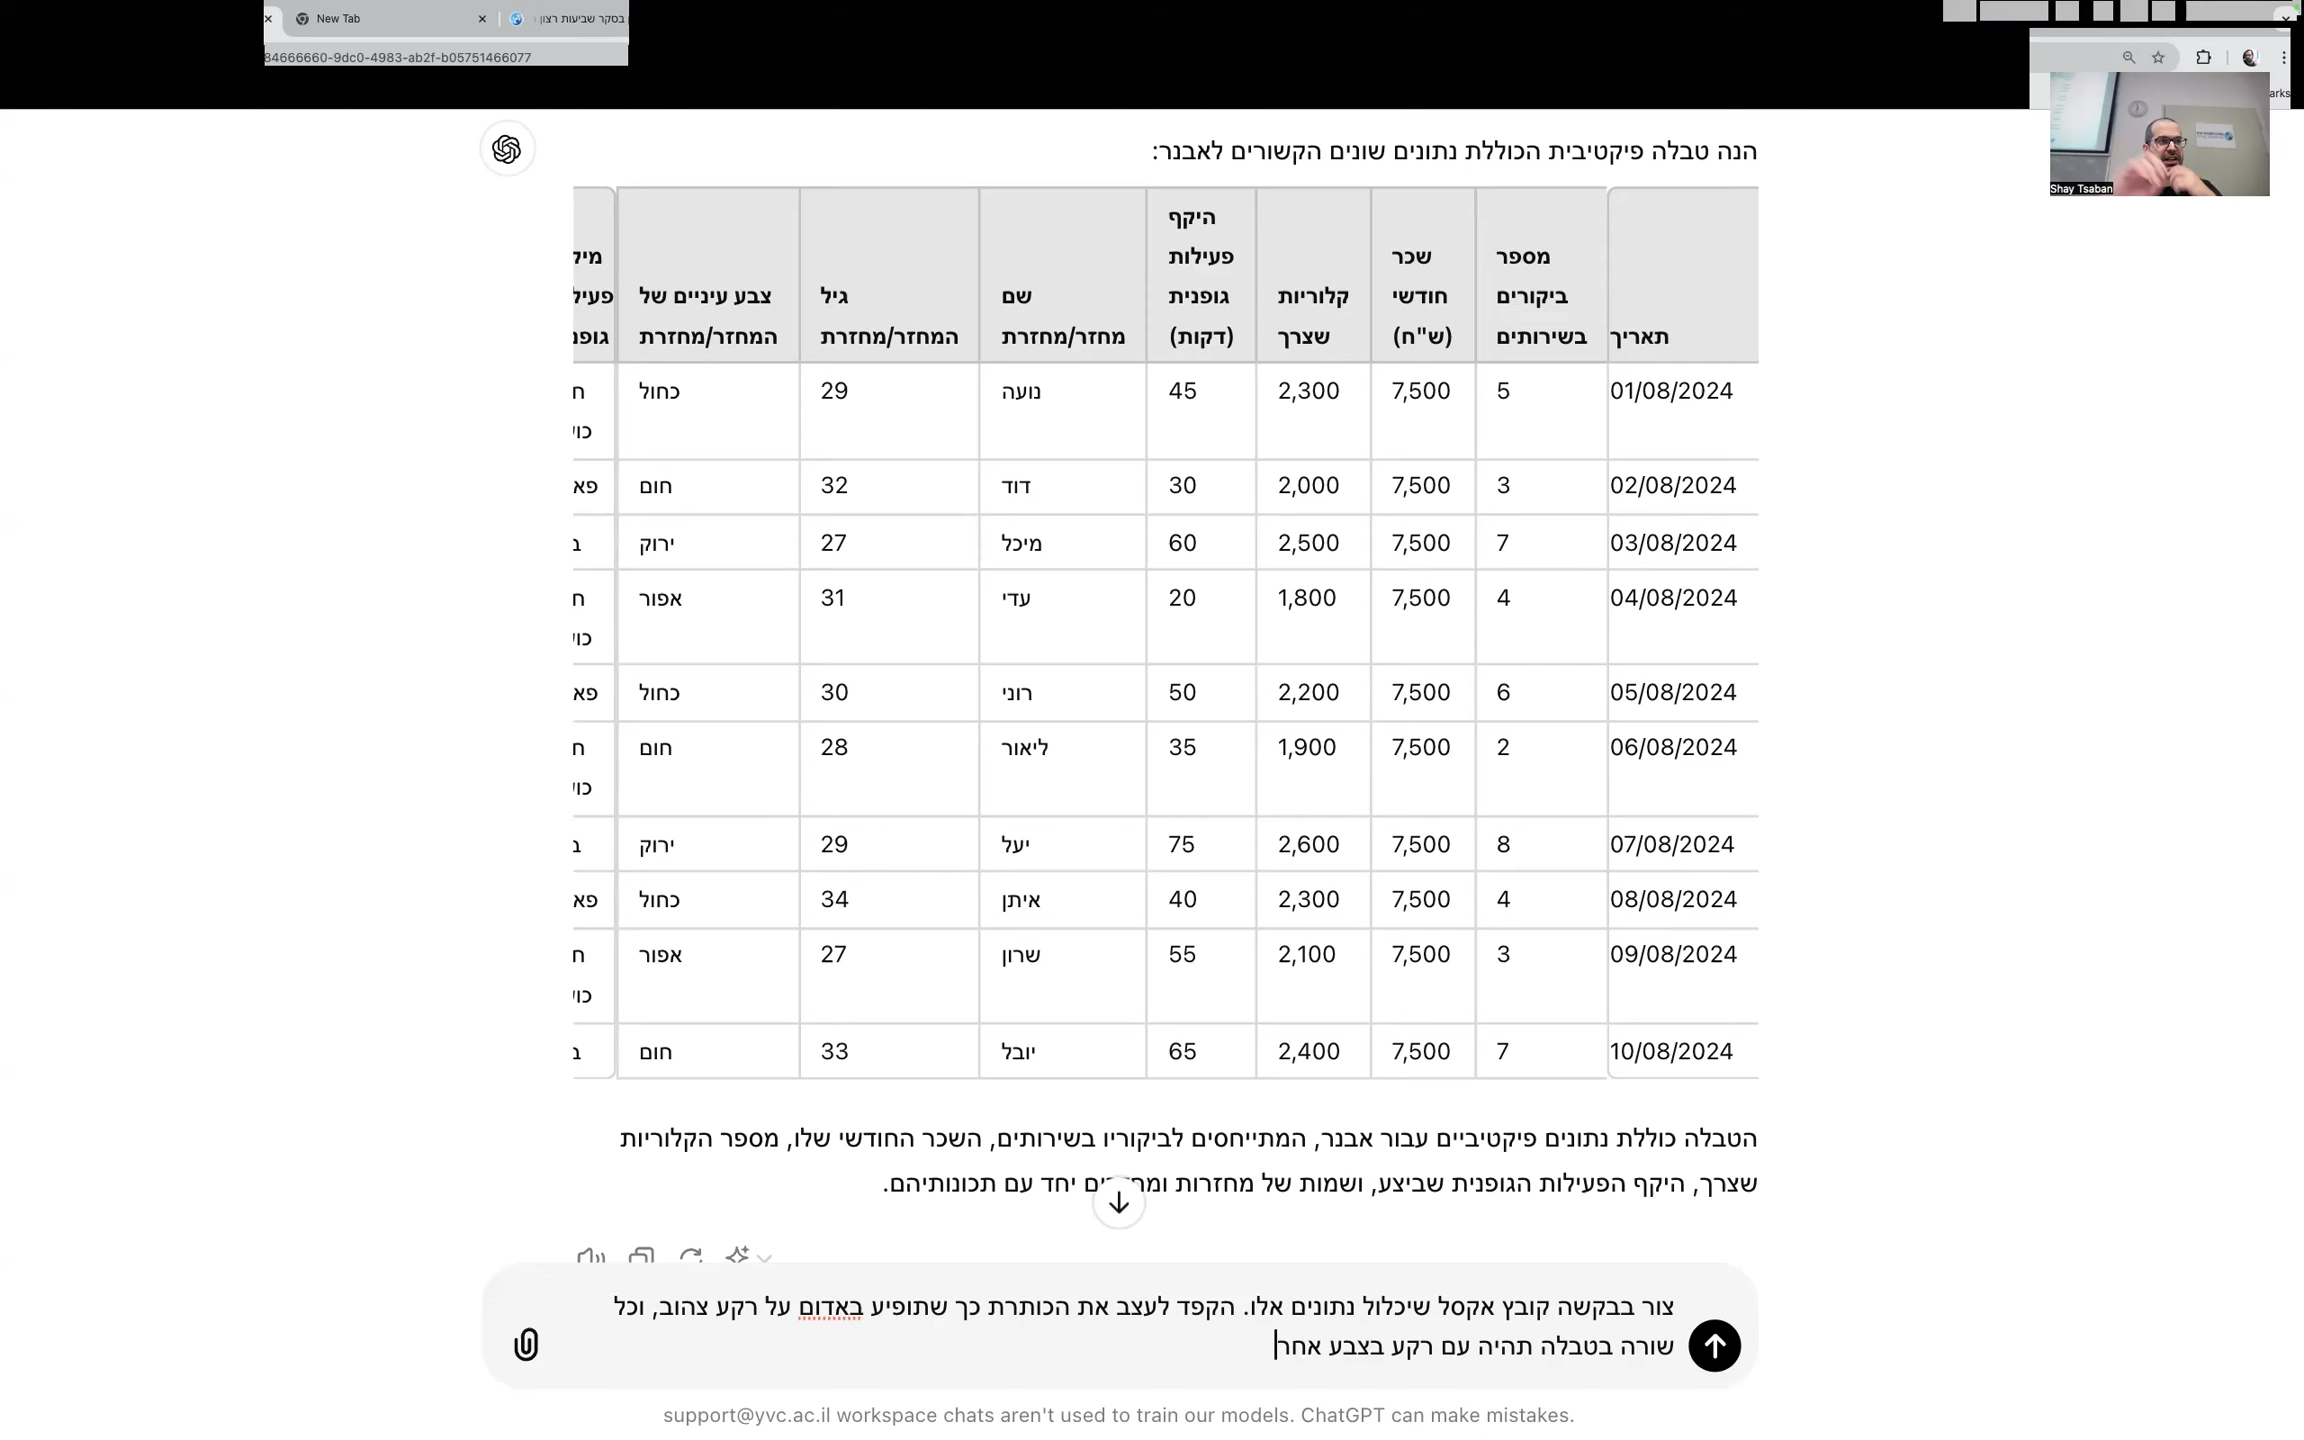 New Tab
בסקר שביעות רצון
84666660-9dc0-4983-ab2f-b05751466077
arks
Shay Tsaban
הנה טבלה פיקטיבית הכוללת נתונים שונים הקשורים לאבנר:
תאריך מספר ביקורים בשירותים שכר חודשי (ש"ח) קלוריות שצרך היקף פעילות גופנית (דקות) שם מחזר/מחזרת גיל המחזר/מחזרת צבע עיניים של המחזר/מחזרת
01/08/2024 5 7,500 2,300 45 נועה 29 כחול
02/08/2024 3 7,500 2,000 30 דוד 32 חום
03/08/2024 7 7,500 2,500 60 מיכל 27 ירוק
04/08/2024 4 7,500 1,800 20 עדי 31 אפור
05/08/2024 6 7,500 2,200 50 רוני 30 כחול
06/08/2024 2 7,500 1,900 35 ליאור 28 חום
07/08/2024 8 7,500 2,600 75 יעל 29 ירוק
08/08/2024 4 7,500 2,300 40 איתן 34 כחול
09/08/2024 3 7,500 2,100 55 שרון 27 אפור
10/08/2024 7 7,500 2,400 65 יובל 33 חום
הטבלה כוללת נתונים פיקטיביים עבור אבנר, המתייחסים לביקוריו בשירותים, השכר החודשי שלו, מספר הקלוריות
שצרך, היקף הפעילות הגופנית שביצע, ושמות של מחזרות יחד עם תכונותיהם.
צור בבקשה קובץ אקסל שיכלול נתונים אלו. הקפד לעצב את הכותרת כך שתופיע באדום על רקע צהוב, וכל
שורה בטבלה תהיה עם רקע בצבע אחר
support@yvc.ac.il workspace chats aren't used to train our models. ChatGPT can make mistakes.